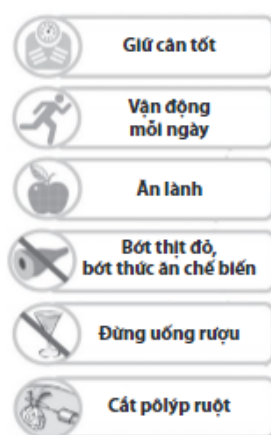 Giữ cân tốt
Vận động
mỗi ngày
Ăn lành
Bớt thịt đỏ,
bớt thức ăn chế biến
Đừng uống rượu
Cắt pôlýp ruột